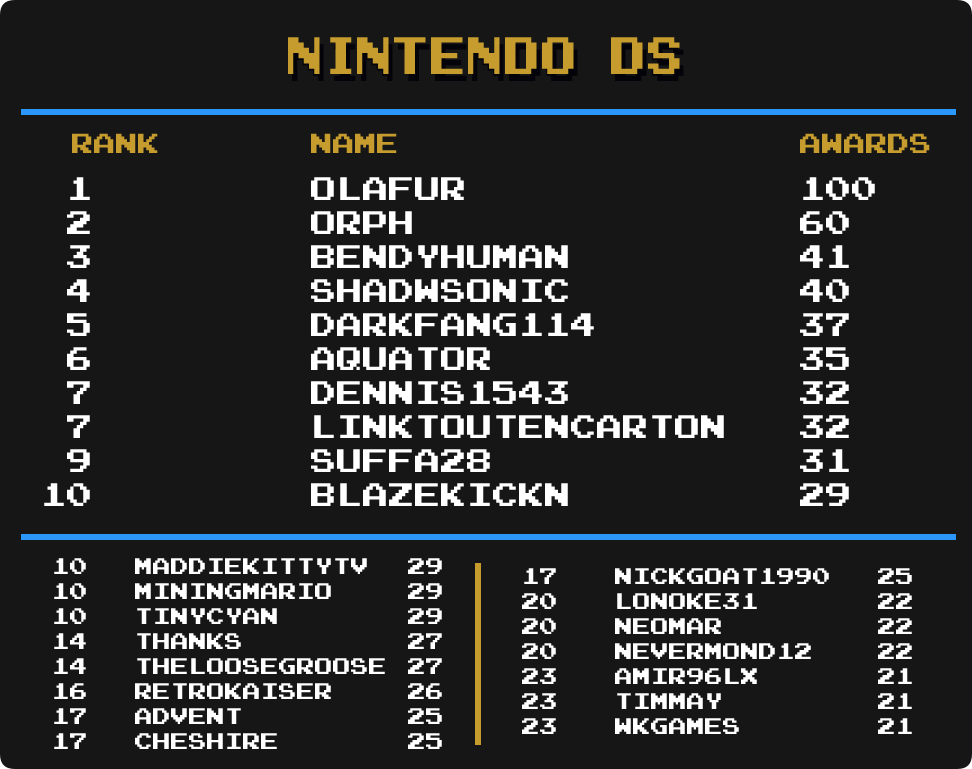 NINTENDO DS
RANK NAME AWARDS
1 OLAFUR 100
2 ORPH 60
3 BENDYHUMAN 41
4 SHADWSONIC 40
5 DARKFANG114 37
6 AQUATOR 35
7 DENNIS1543 32
7 LINKTOUTENCARTON 32
9 SUFFA28 31
10 BLAZEKICKN 29
10 MADDIEKITTYTV 29
10 MININGMARIO 29
10 TINYCYAN 29
14 THANKS 27
14 THELOOSEGROOSE 27
16 RETROKAISER 26
17 ADVENT 25
17 CHESHIRE 25
17 NICKGOAT1990 25
20 LONOKE31 22
20 NEOMAR 22
20 NEVERMOND12 22
23 AMIR96LX 21
23 TIMMAY 21
23 WKGAMES 21